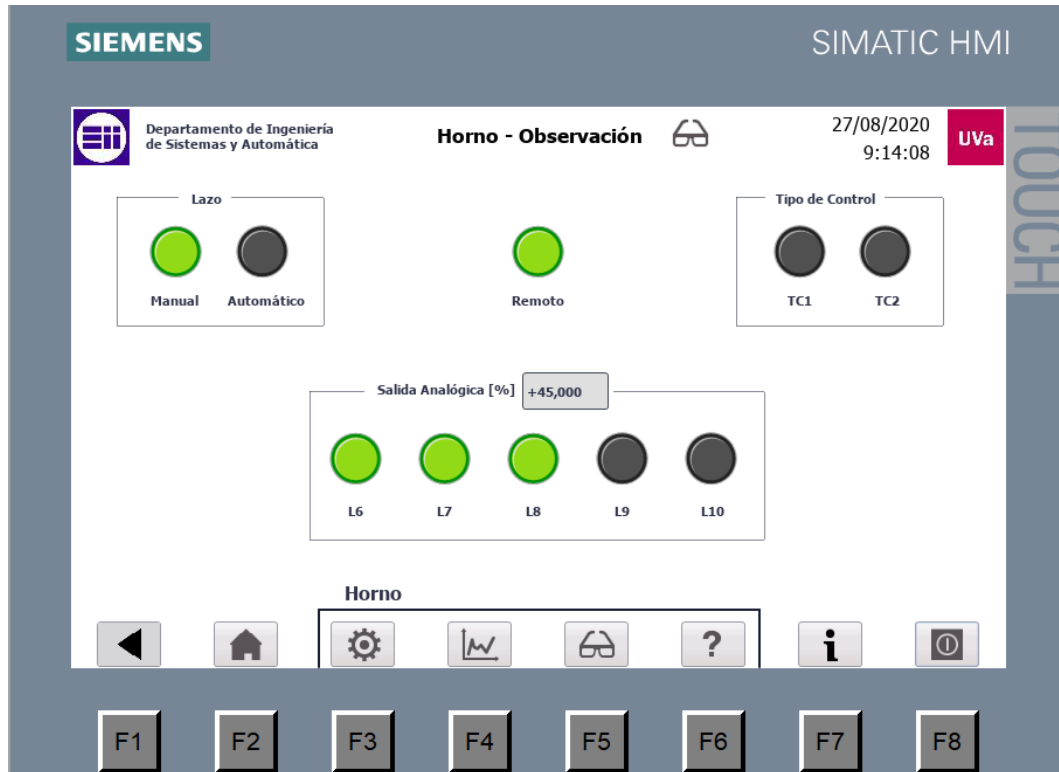 SIEMENS
SIMATIC HMI
TOUCH
Departamento de Ingeniería
de Sistemas y Automática
Horno - Observación
27/08/2020
9:14:08
UVa
Lazo
Manual
Automático
Remoto
Tipo de Control
TC1
TC2
Salida Analógica [%]
+45,000
L6
L7
L8
L9
L10
Horno
?
i
F1
F2
F3
F4
F5
F6
F7
F8